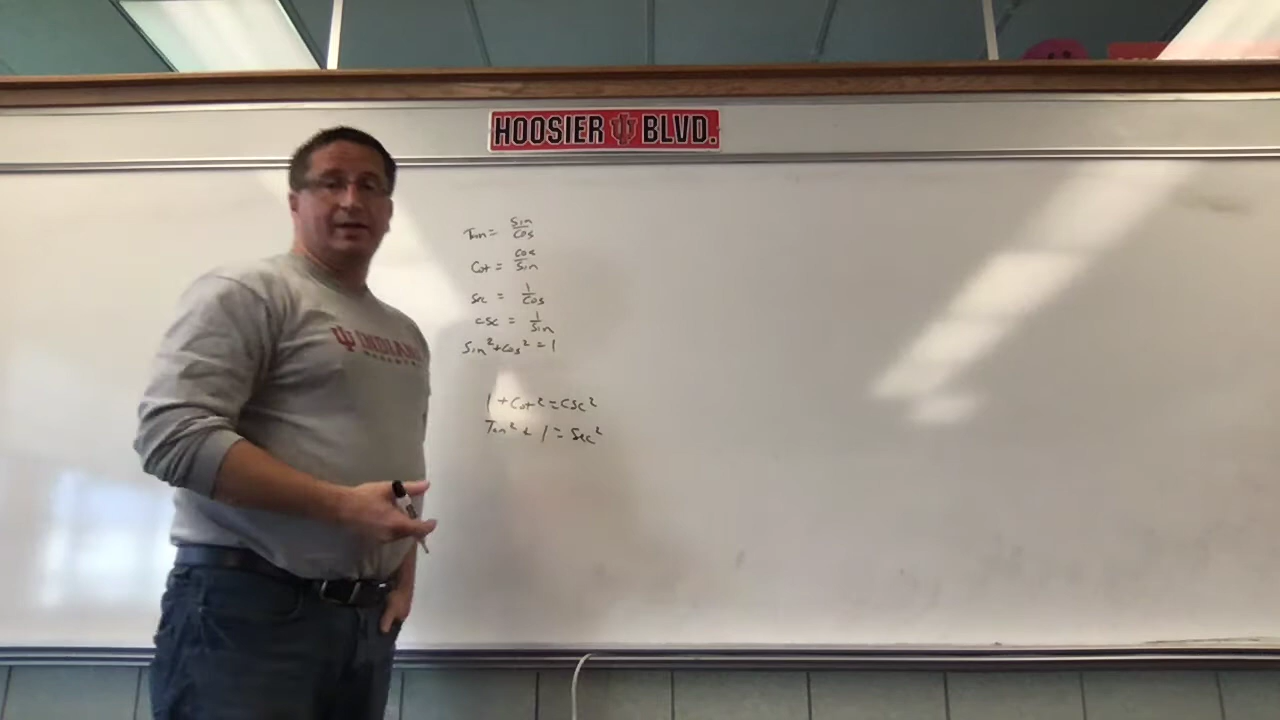 HOOSIER BLVD.
Tan = sin/cos
Cot = cos/sin
sec = 1/cos
csc = 1/sin
sin²+cos² = 1
1 + cot² = csc²
Tan² + 1 = sec²
INDIANA